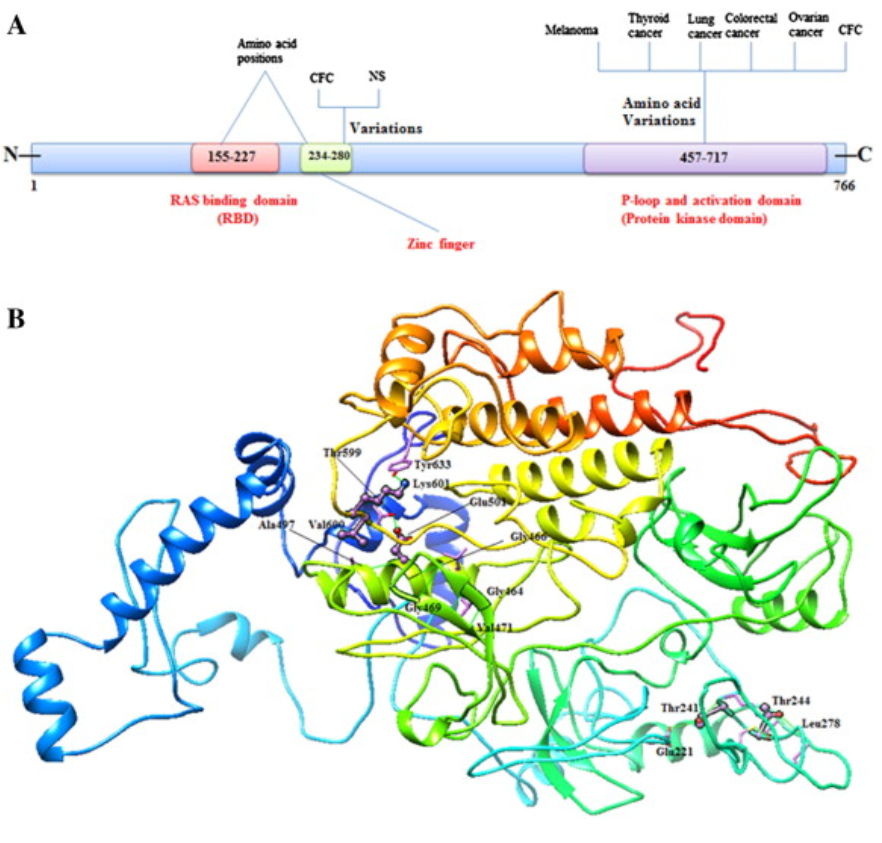 A
Amino acid
positions
CFC
NS
Variations
Melanoma
Thyroid
cancer
Lung
cancer
Colorectal
cancer
Ovarian
cancer
CFC
Amino acid
Variations
N
155-227
234-280
457-717
C
1
766
RAS binding domain
(RBD)
Zinc finger
P-loop and activation domain
(Protein kinase domain)
B
Thr599
Tyr633
Lys601
Glu501
Ala497
Val600
Gly466
Gly464
Gly469
Val471
Thr241
Thr244
Leu278
Glu221